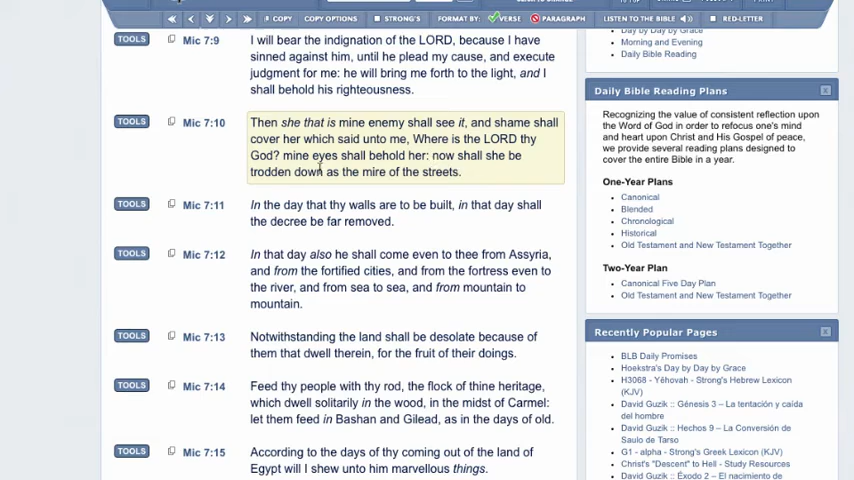 COPY COPY OPTIONS STRONG'S FORMAT BY: VERSE PARAGRAPH LISTEN TO THE BIBLE RED-LETTER
TOOLS Mic 7:9 I will bear the indignation of the LORD, because I have
sinned against him, until he plead my cause, and execute
judgment for me: he will bring me forth to the light, and I
shall behold his righteousness.
TOOLS Mic 7:10 Then she that is mine enemy shall see it, and shame shall
cover her which said unto me, Where is the LORD thy
God? mine eyes shall behold her: now shall she be
trodden down as the mire of the streets.
TOOLS Mic 7:11 In the day that thy walls are to be built, in that day shall
the decree be far removed.
TOOLS Mic 7:12 In that day also he shall come even to thee from Assyria,
and from the fortified cities, and from the fortress even to
the river, and from sea to sea, and from mountain to
mountain.
TOOLS Mic 7:13 Notwithstanding the land shall be desolate because of
them that dwell therein, for the fruit of their doings.
TOOLS Mic 7:14 Feed thy people with thy rod, the flock of thine heritage,
which dwell solitarily in the wood, in the midst of Carmel:
let them feed in Bashan and Gilead, as in the days of old.
TOOLS Mic 7:15 According to the days of thy coming out of the land of
Egypt will I shew unto him marvellous things.
Day by Day by Grace
Morning and Evening
Daily Bible Reading
Daily Bible Reading Plans
Recognizing the value of consistent reflection upon
the Word of God in order to refocus one's mind
and heart upon Christ and His Gospel of peace,
we provide several reading plans designed to
cover the entire Bible in a year.
One-Year Plans
Canonical
Blended
Chronological
Historical
Old Testament and New Testament Together
Two-Year Plan
Canonical Five Day Plan
Old Testament and New Testament Together
Recently Popular Pages
BLB Daily Promises
Hoekstra's Day by Day by Grace
H3068 - Yĕhovah - Strong's Hebrew Lexicon
(KJV)
David Guzik :: Génesis 3 – La tentación y caída
del hombre
David Guzik :: Hechos 9 – La Conversión de
Saulo de Tarso
G1 - alpha - Strong's Greek Lexicon (KJV)
Christ's "Descent" to Hell - Study Resources
David Guzik :: Éxodo 2 – El nacimiento de